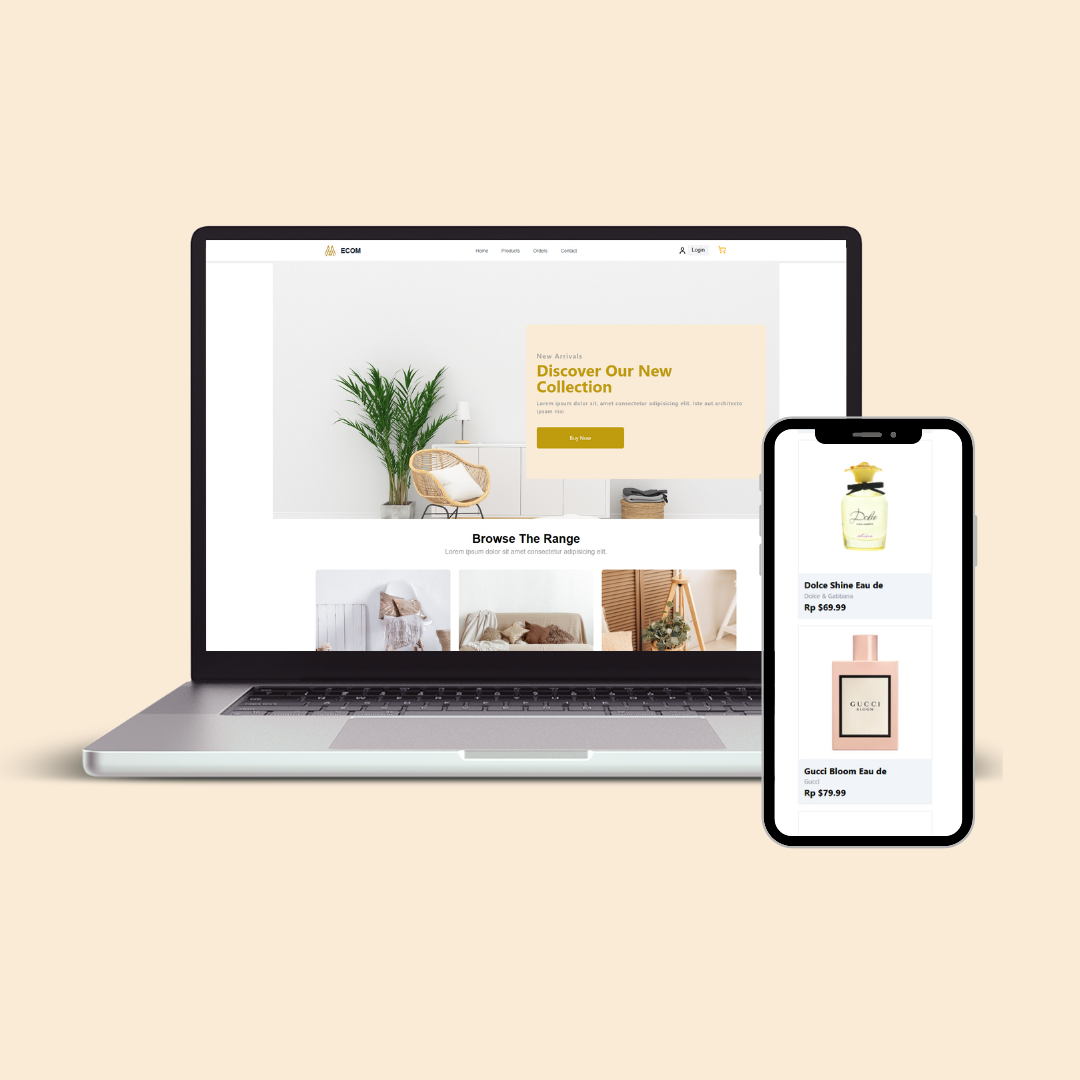 ECOM
Home Products Orders Contact
Login
New Arrivals
Discover Our New
Collection
Lorem ipsum dolor sit, amet consectetur adipisicing elit. Iste aut architecto
ipsam nisi
Buy Now
Browse The Range
Lorem ipsum dolor sit amet consectetur adipisicing elit.
Dolce
Dolce Shine Eau de
Dolce & Gabbana
Rp $69.99
GUCCI
BLOOM
Gucci Bloom Eau de
Gucci
Rp $79.99